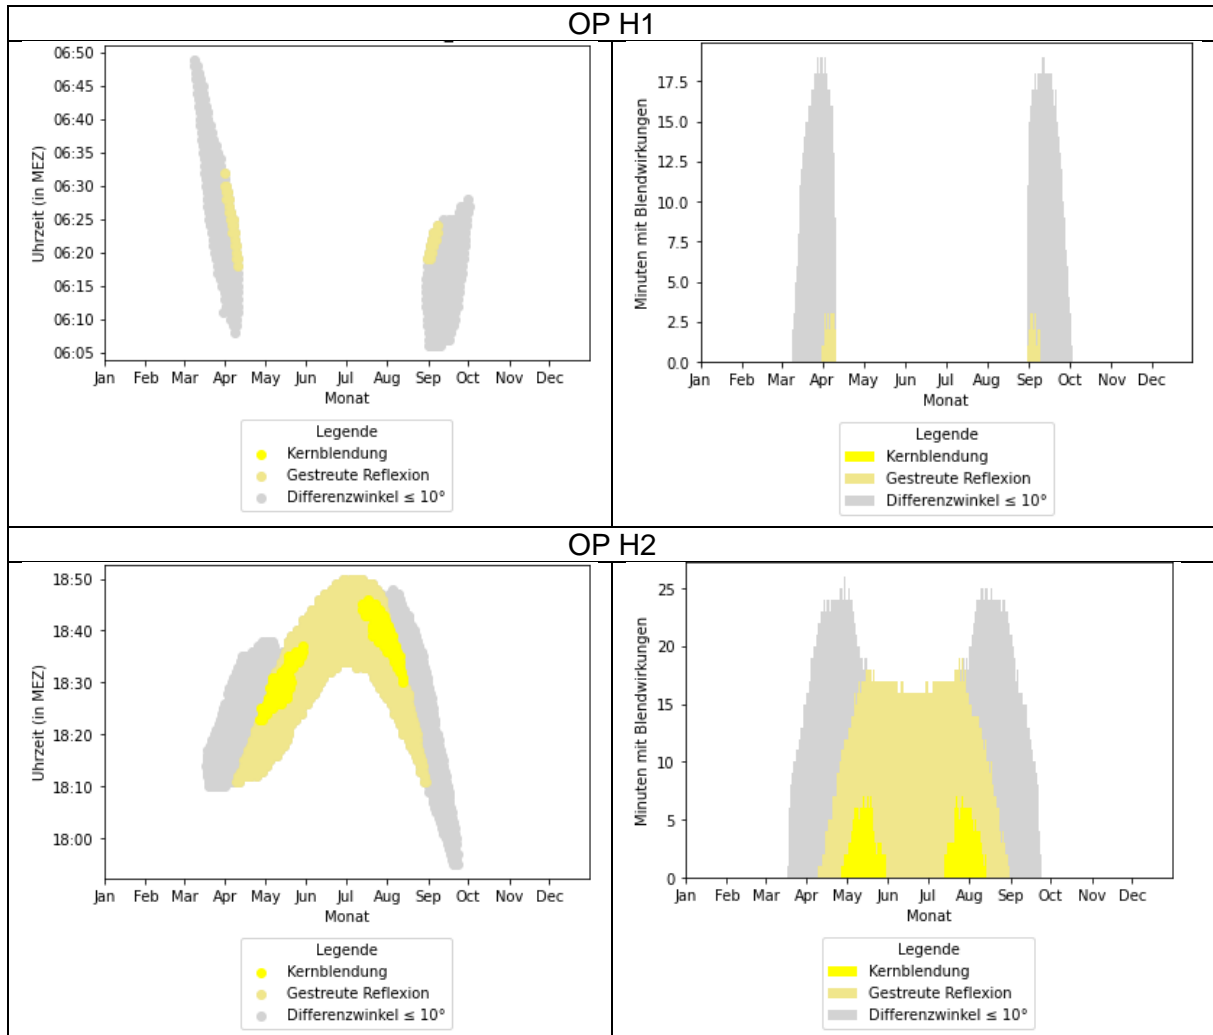 OP H1
06:50
06:45
06:40
06:35
06:30
06:25
06:20
06:15
06:10
06:05
Uhrzeit (in MEZ)
Jan Feb Mar Apr May Jun Jul Aug Sep Oct Nov Dec
Monat
Legende
Kernblendung
Gestreute Reflexion
Differenzwinkel ≤ 10°
17.5
15.0
12.5
10.0
7.5
5.0
2.5
0.0
Minuten mit Blendwirkungen
Jan Feb Mar Apr May Jun Jul Aug Sep Oct Nov Dec
Monat
Legende
Kernblendung
Gestreute Reflexion
Differenzwinkel ≤ 10°
OP H2
18:50
18:40
18:30
18:20
18:10
18:00
Uhrzeit (in MEZ)
Jan Feb Mar Apr May Jun Jul Aug Sep Oct Nov Dec
Monat
Legende
Kernblendung
Gestreute Reflexion
Differenzwinkel ≤ 10°
25
20
15
10
5
0
Minuten mit Blendwirkungen
Jan Feb Mar Apr May Jun Jul Aug Sep Oct Nov Dec
Monat
Legende
Kernblendung
Gestreute Reflexion
Differenzwinkel ≤ 10°